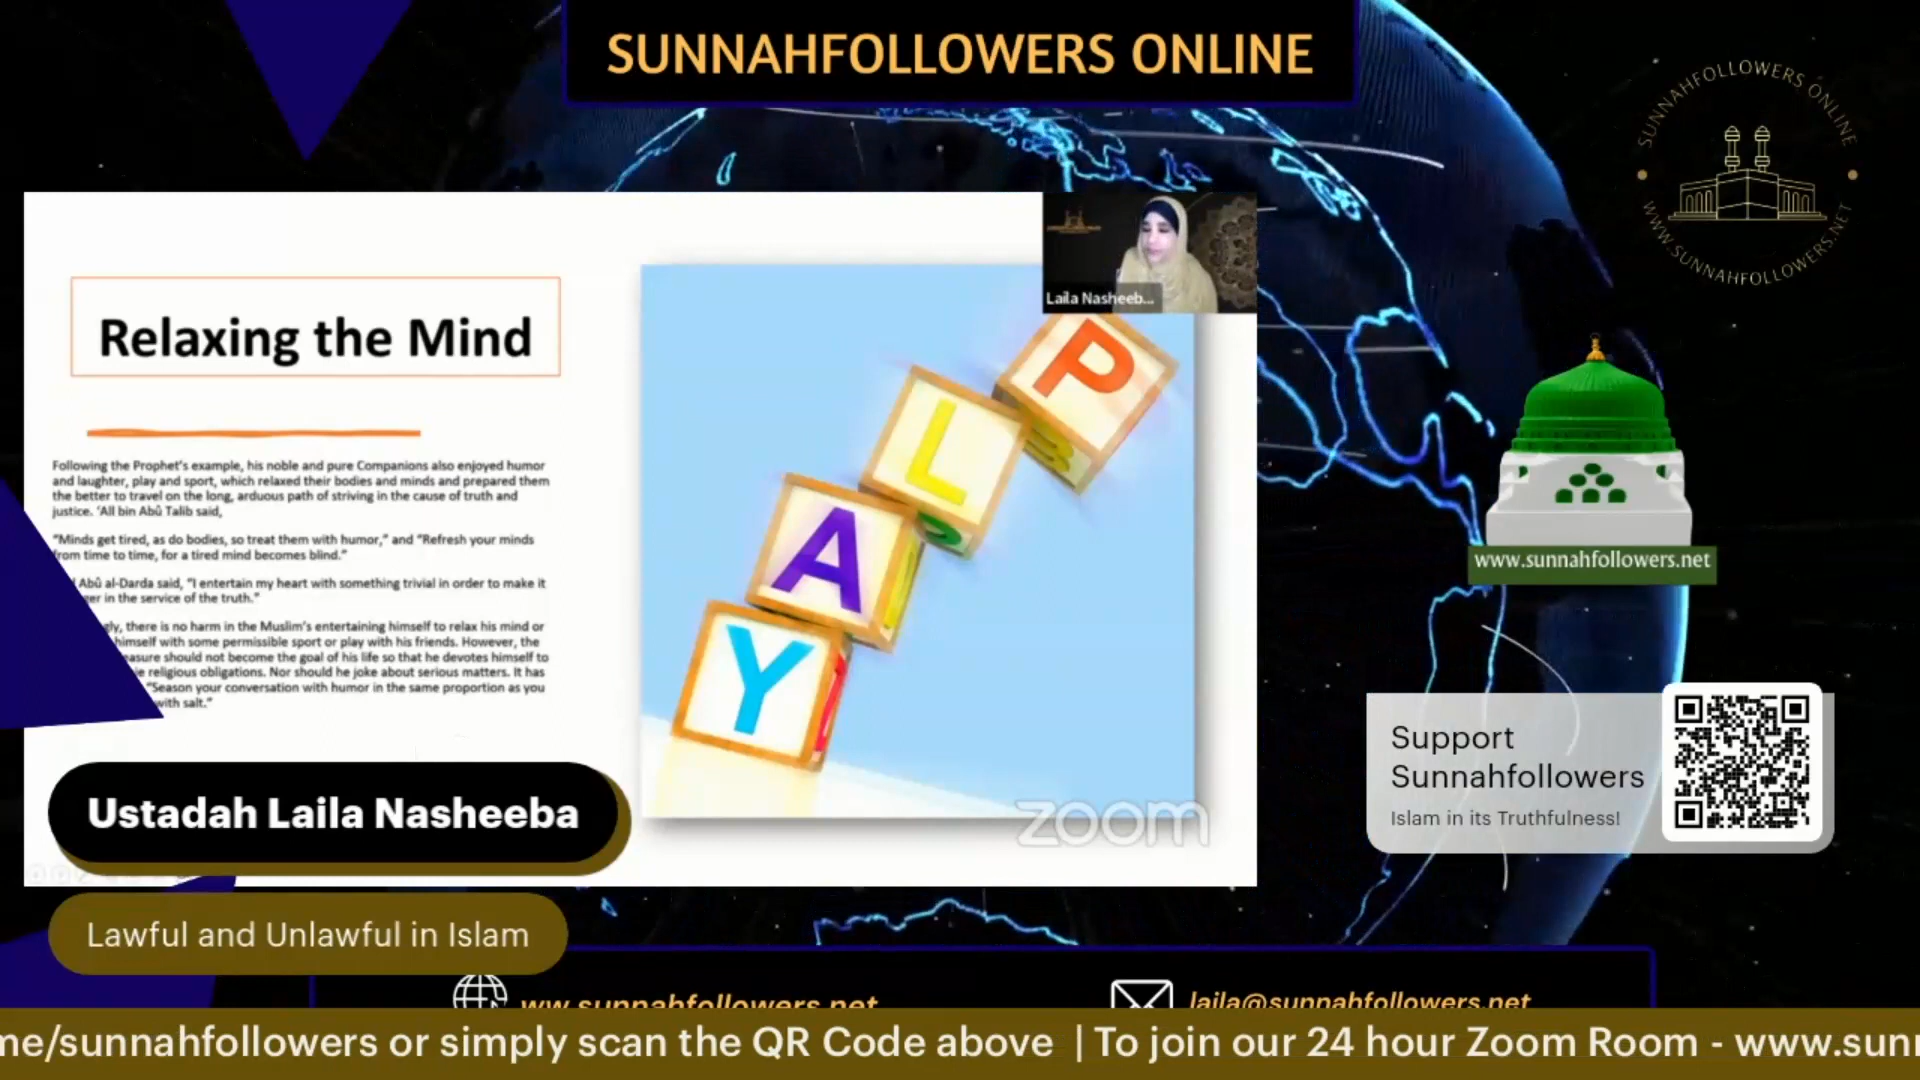 SUNNAHFOLLOWERS ONLINE
SUNNAHFOLLOWERS ONLINE
WWW.SUNNAHFOLLOWERS.NET
Laila Nasheeb...
Relaxing the Mind
P
L
A
Y
Following the Prophet's example, his noble and pure Companions also enjoyed humor
and laughter, play and sport, which relaxed their bodies and minds and prepared them
the better to travel on the long, arduous path of striving in the cause of truth and
justice. 'Alî bin Abû Talib said,
"Minds get tired, as do bodies, so treat them with humor," and "Refresh your minds
from time to time, for a tired mind becomes blind."
Abû al-Darda said, "I entertain my heart with something trivial in order to make it
in the service of the truth."
there is no harm in the Muslim's entertaining himself to relax his mind or
himself with some permissible sport or play with his friends. However, the
should not become the goal of his life so that he devotes himself to
religious obligations. Nor should he joke about serious matters. It has
"Season your conversation with humor in the same proportion as you
with salt."
zoom
www.sunnahfollowers.net
Support
Sunnahfollowers
Islam in its Truthfulness!
Ustadah Laila Nasheeba
Lawful and Unlawful in Islam
ww.sunnahfollowers.net
laila@sunnahfollowers.net
me/sunnahfollowers or simply scan the QR Code above | To join our 24 hour Zoom Room - www.sunn